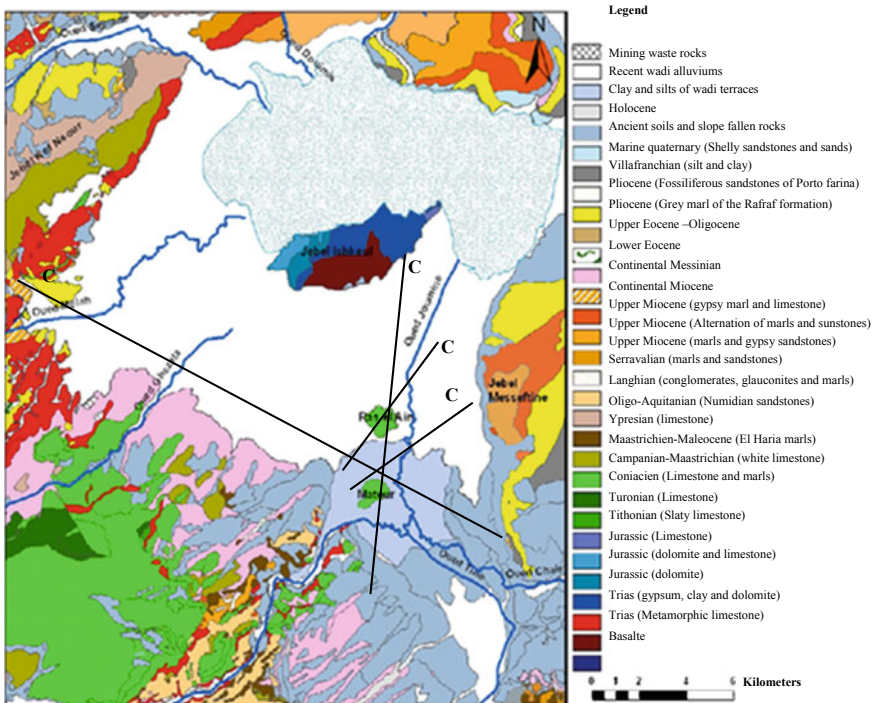 Legend
N
Mining waste rocks
Recent wadi alluviums
Clay and silts of wadi terraces
Holocene
Ancient soils and slope fallen rocks
Marine quaternary (Shelly sandstones and sands)
Villafranchian (silt and clay)
Pliocene (Fossiliferous sandstones of Porto farina)
Pliocene (Grey marl of the Rafraf formation)
Upper Eocene –Oligocene
Lower Eocene
Continental Messinian
Continental Miocene
Upper Miocene (gypsy marl and limestone)
Upper Miocene (Alternation of marls and sunstones)
Upper Miocene (marls and gypsy sandstones)
Serravalian (marls and sandstones)
Langhian (conglomerates, glauconites and marls)
Oligo-Aquitanian (Numidian sandstones)
Ypresian (limestone)
Maastrichien-Maleocene (El Haria marls)
Campanian-Maastrichian (white limestone)
Coniacien (Limestone and marls)
Turonian (Limestone)
Tithonian (Slaty limestone)
Jurassic (Limestone)
Jurassic (dolomite and limestone)
Jurassic (dolomite)
Trias (gypsum, clay and dolomite)
Trias (Metamorphic limestone)
Basalte
0 1 2 4 6 Kilometers
Jebel Ishkeul
C
C
C
C
Oued Joumine
Jebel
Messeftine
Mateur
Oued Tine